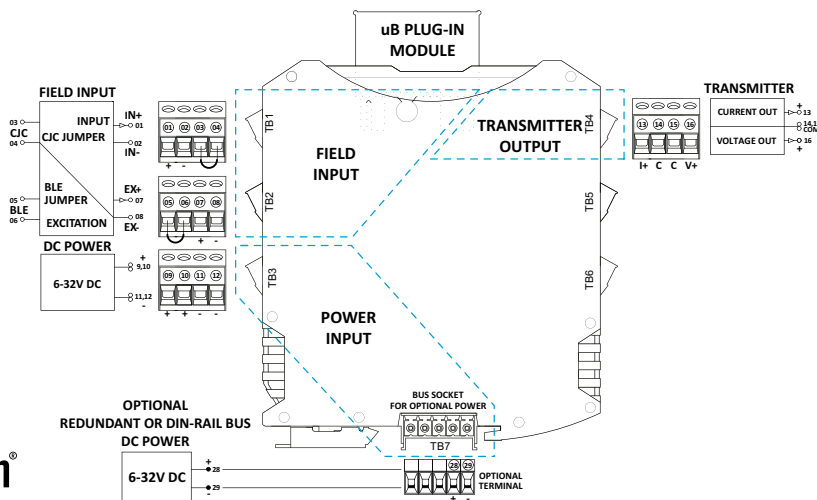 uB PLUG-IN
MODULE
FIELD INPUT
03
CJC
04
INPUT
CJC JUMPER
IN+
01
02
IN-
05
BLE
06
BLE
JUMPER
EXCITATION
EX+
07
08
EX-
01 02 03 04
+ -
05 06 07 08
+ -
DC POWER
6-32V DC
+
9,10
11,12
-
09 10 11 12
+ + - -
TB1
TB2
TB3
FIELD
INPUT
TRANSMITTER
OUTPUT
POWER
INPUT
TB4
TB5
TB6
13 14 15 16
I+ C C V+
TRANSMITTER
CURRENT OUT
VOLTAGE OUT
+
13
16
+
BUS SOCKET
FOR OPTIONAL POWER
TB7
OPTIONAL
REDUNDANT OR DIN-RAIL BUS
DC POWER
6-32V DC
+
28
29
-
28 29
+ -
OPTIONAL
TERMINAL